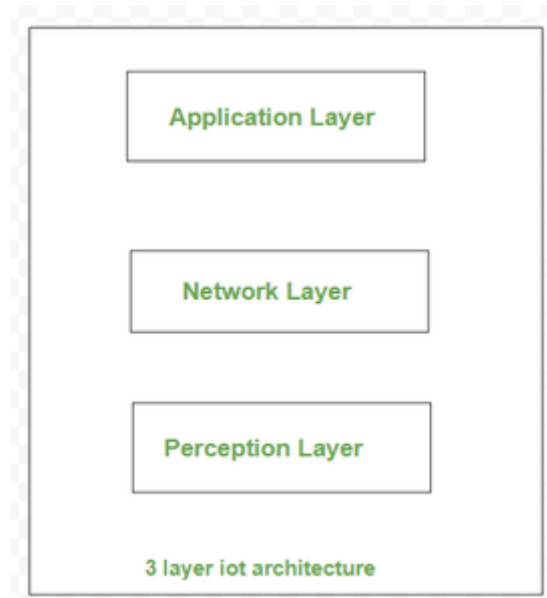 Application Layer
Network Layer
Perception Layer
3 layer iot architecture